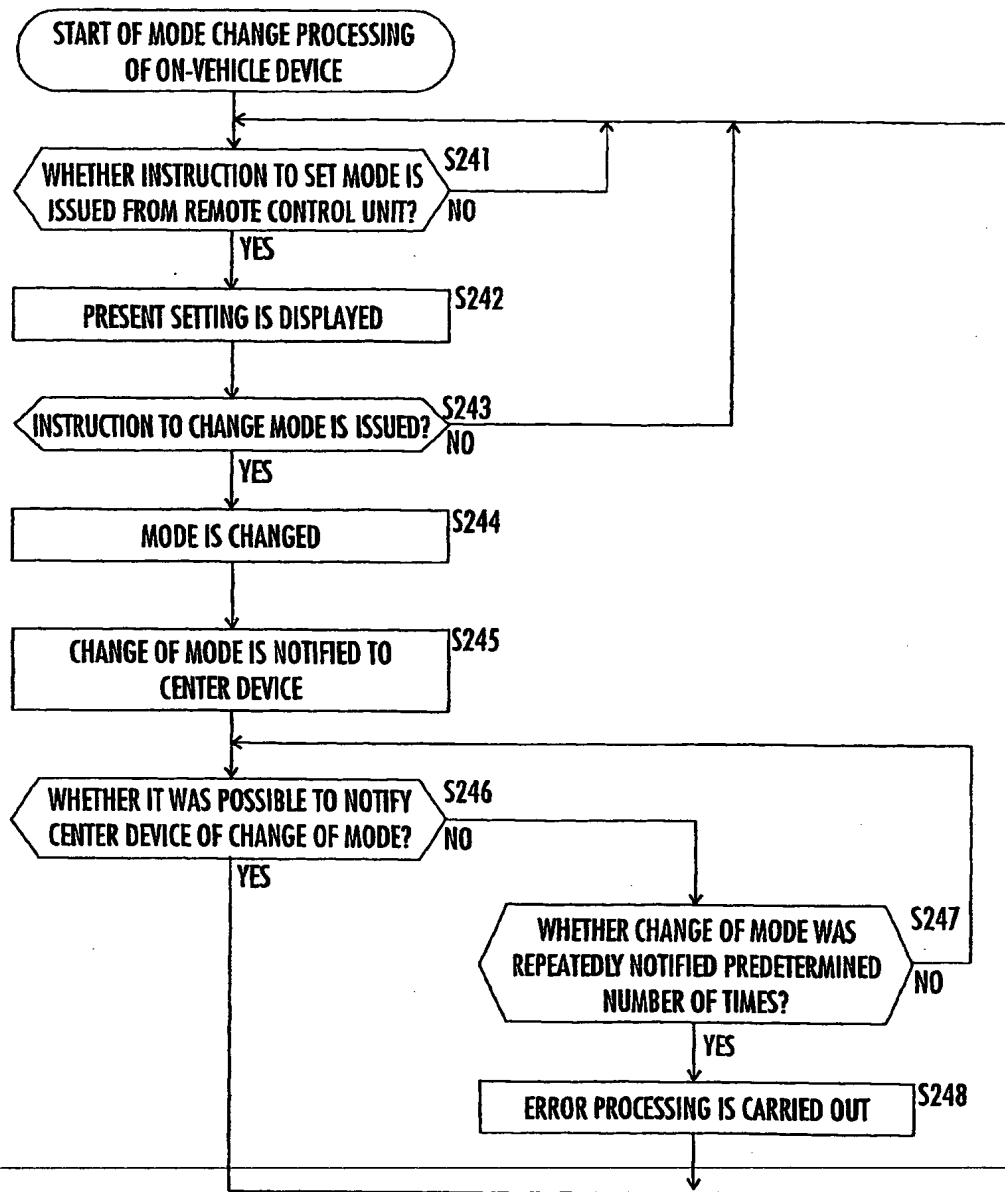 START OF MODE CHANGE PROCESSING
OF ON-VEHICLE DEVICE
WHETHER INSTRUCTION TO SET MODE IS
ISSUED FROM REMOTE CONTROL UNIT?
S241
NO
YES
PRESENT SETTING IS DISPLAYED
S242
INSTRUCTION TO CHANGE MODE IS ISSUED?
S243
NO
YES
MODE IS CHANGED
S244
CHANGE OF MODE IS NOTIFIED TO
CENTER DEVICE
S245
WHETHER IT WAS POSSIBLE TO NOTIFY
CENTER DEVICE OF CHANGE OF MODE?
S246
NO
YES
WHETHER CHANGE OF MODE WAS
REPEATEDLY NOTIFIED PREDETERMINED
NUMBER OF TIMES?
S247
NO
YES
ERROR PROCESSING IS CARRIED OUT
S248